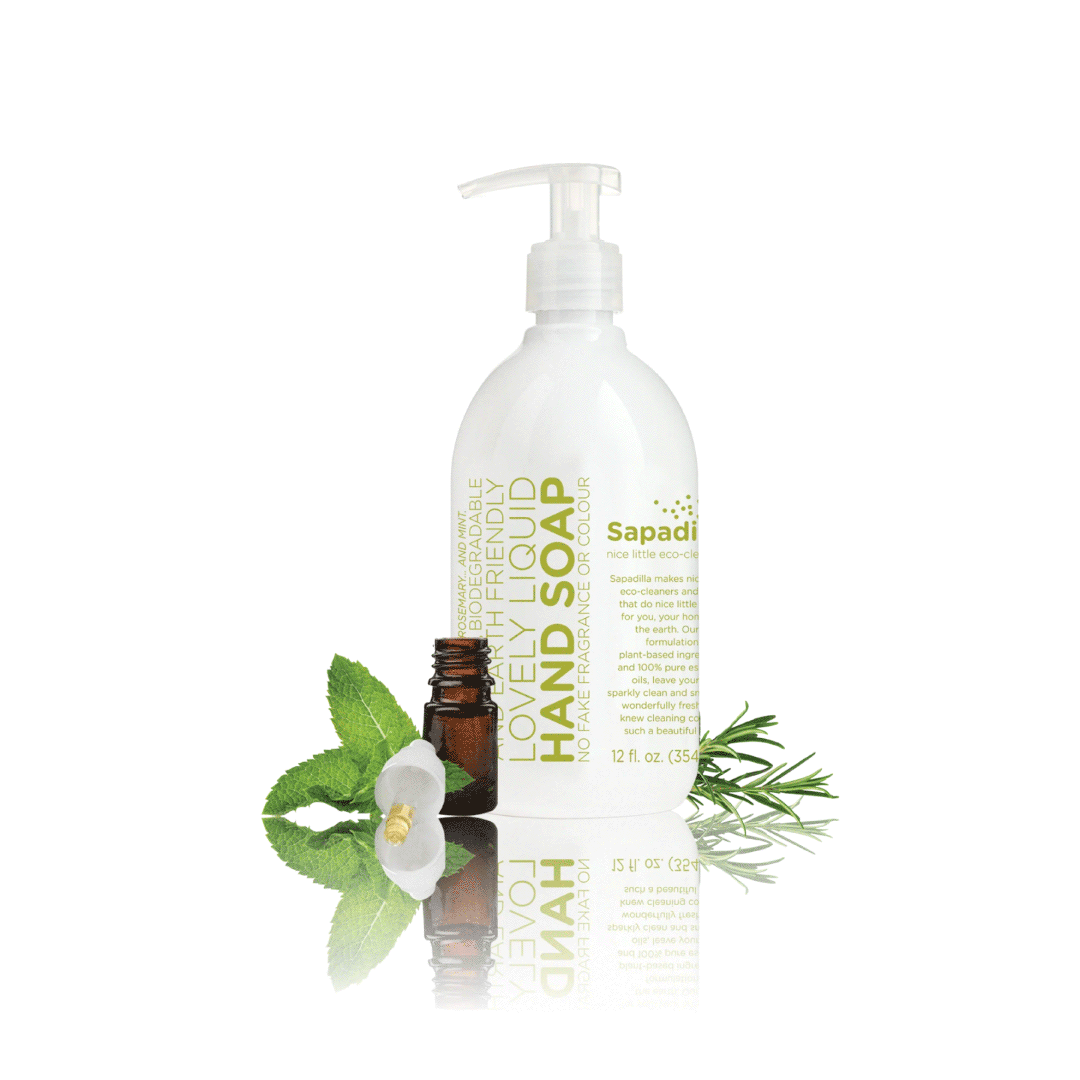 ROSEMARY... AND MINT.
BIODEGRADABLE
AND EARTH FRIENDLY
LOVELY LIQUID
HAND SOAP
NO FAKE FRAGRANCE OR COLOUR
Sapadi
nice little eco-cle
Sapadilla makes nic
eco-cleaners and
that do nice little
for you, your hom
the earth. Our
formulation
plant-based ingre
and 100% pure es
oils, leave your
sparkly clean and sm
wonderfully fresh
knew cleaning co
such a beautiful
12 fl. oz. (354